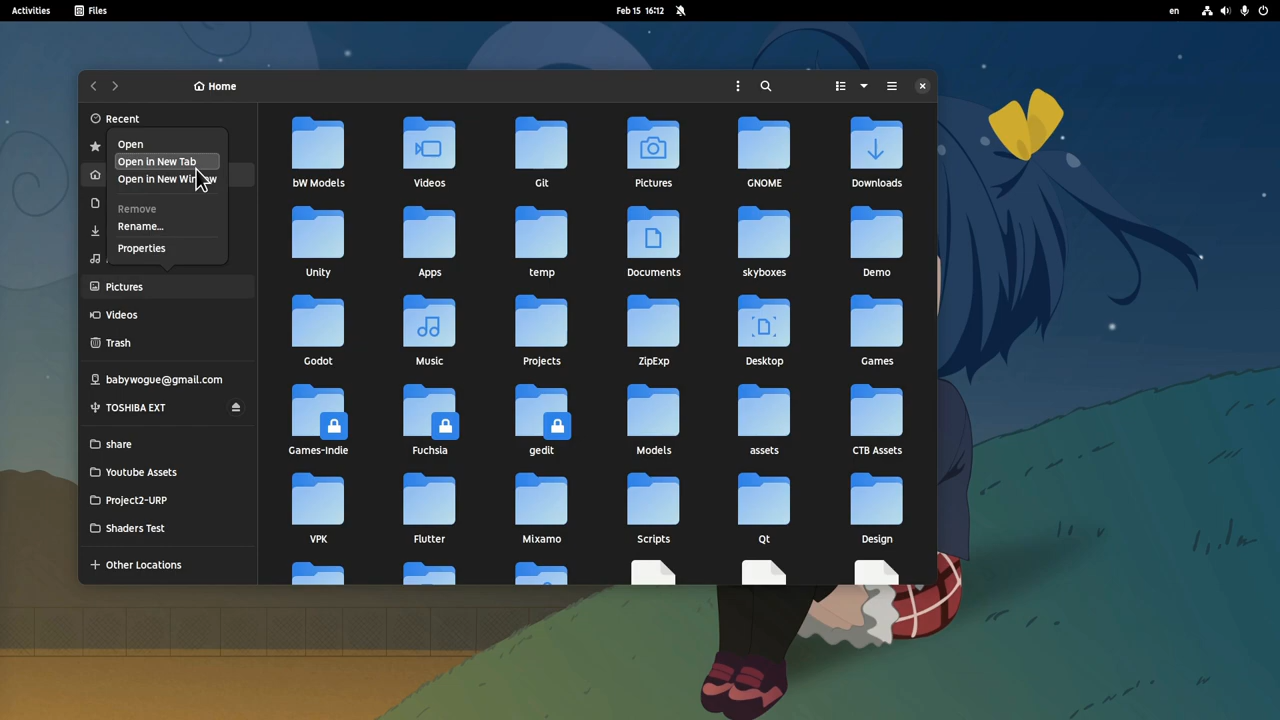 Activities
Files
Feb 15 16:12
en
Home
Recent
Open
Open in New Tab
Open in New Window
Remove
Rename...
Properties
Pictures
Videos
Trash
babywogue@gmail.com
TOSHIBA EXT
share
Youtube Assets
Project2-URP
Shaders Test
Other Locations
bW Models
Videos
Git
Pictures
GNOME
Downloads
Unity
Apps
temp
Documents
skyboxes
Demo
Godot
Music
Projects
ZipExp
Desktop
Games
Games-Indie
Fuchsia
gedit
Models
assets
CTB Assets
VPK
Flutter
Mixamo
Scripts
Qt
Design